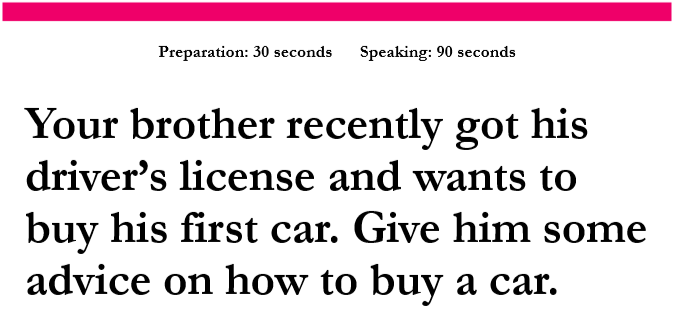 Preparation: 30 seconds Speaking: 90 seconds
Your brother recently got his
driver’s license and wants to
buy his first car. Give him some
advice on how to buy a car.